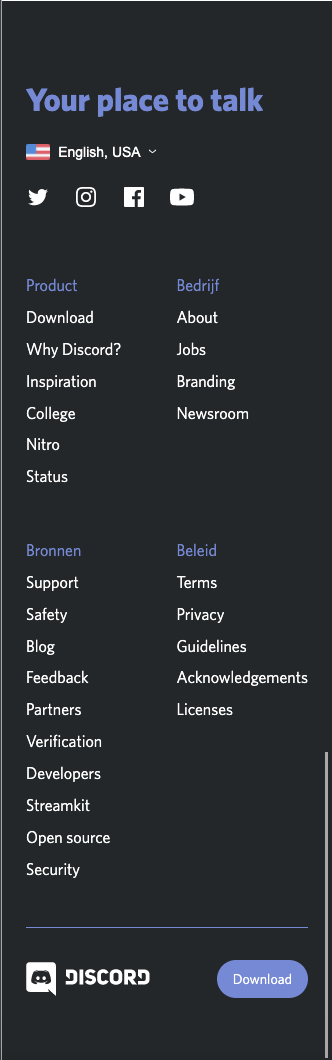 Your place to talk
English, USA
Product
Download
Why Discord?
Inspiration
College
Nitro
Status
Bedrijf
About
Jobs
Branding
Newsroom
Bronnen
Support
Safety
Blog
Feedback
Partners
Verification
Developers
Streamkit
Open source
Security
Beleid
Terms
Privacy
Guidelines
Acknowledgements
Licenses
DISCORD
Download